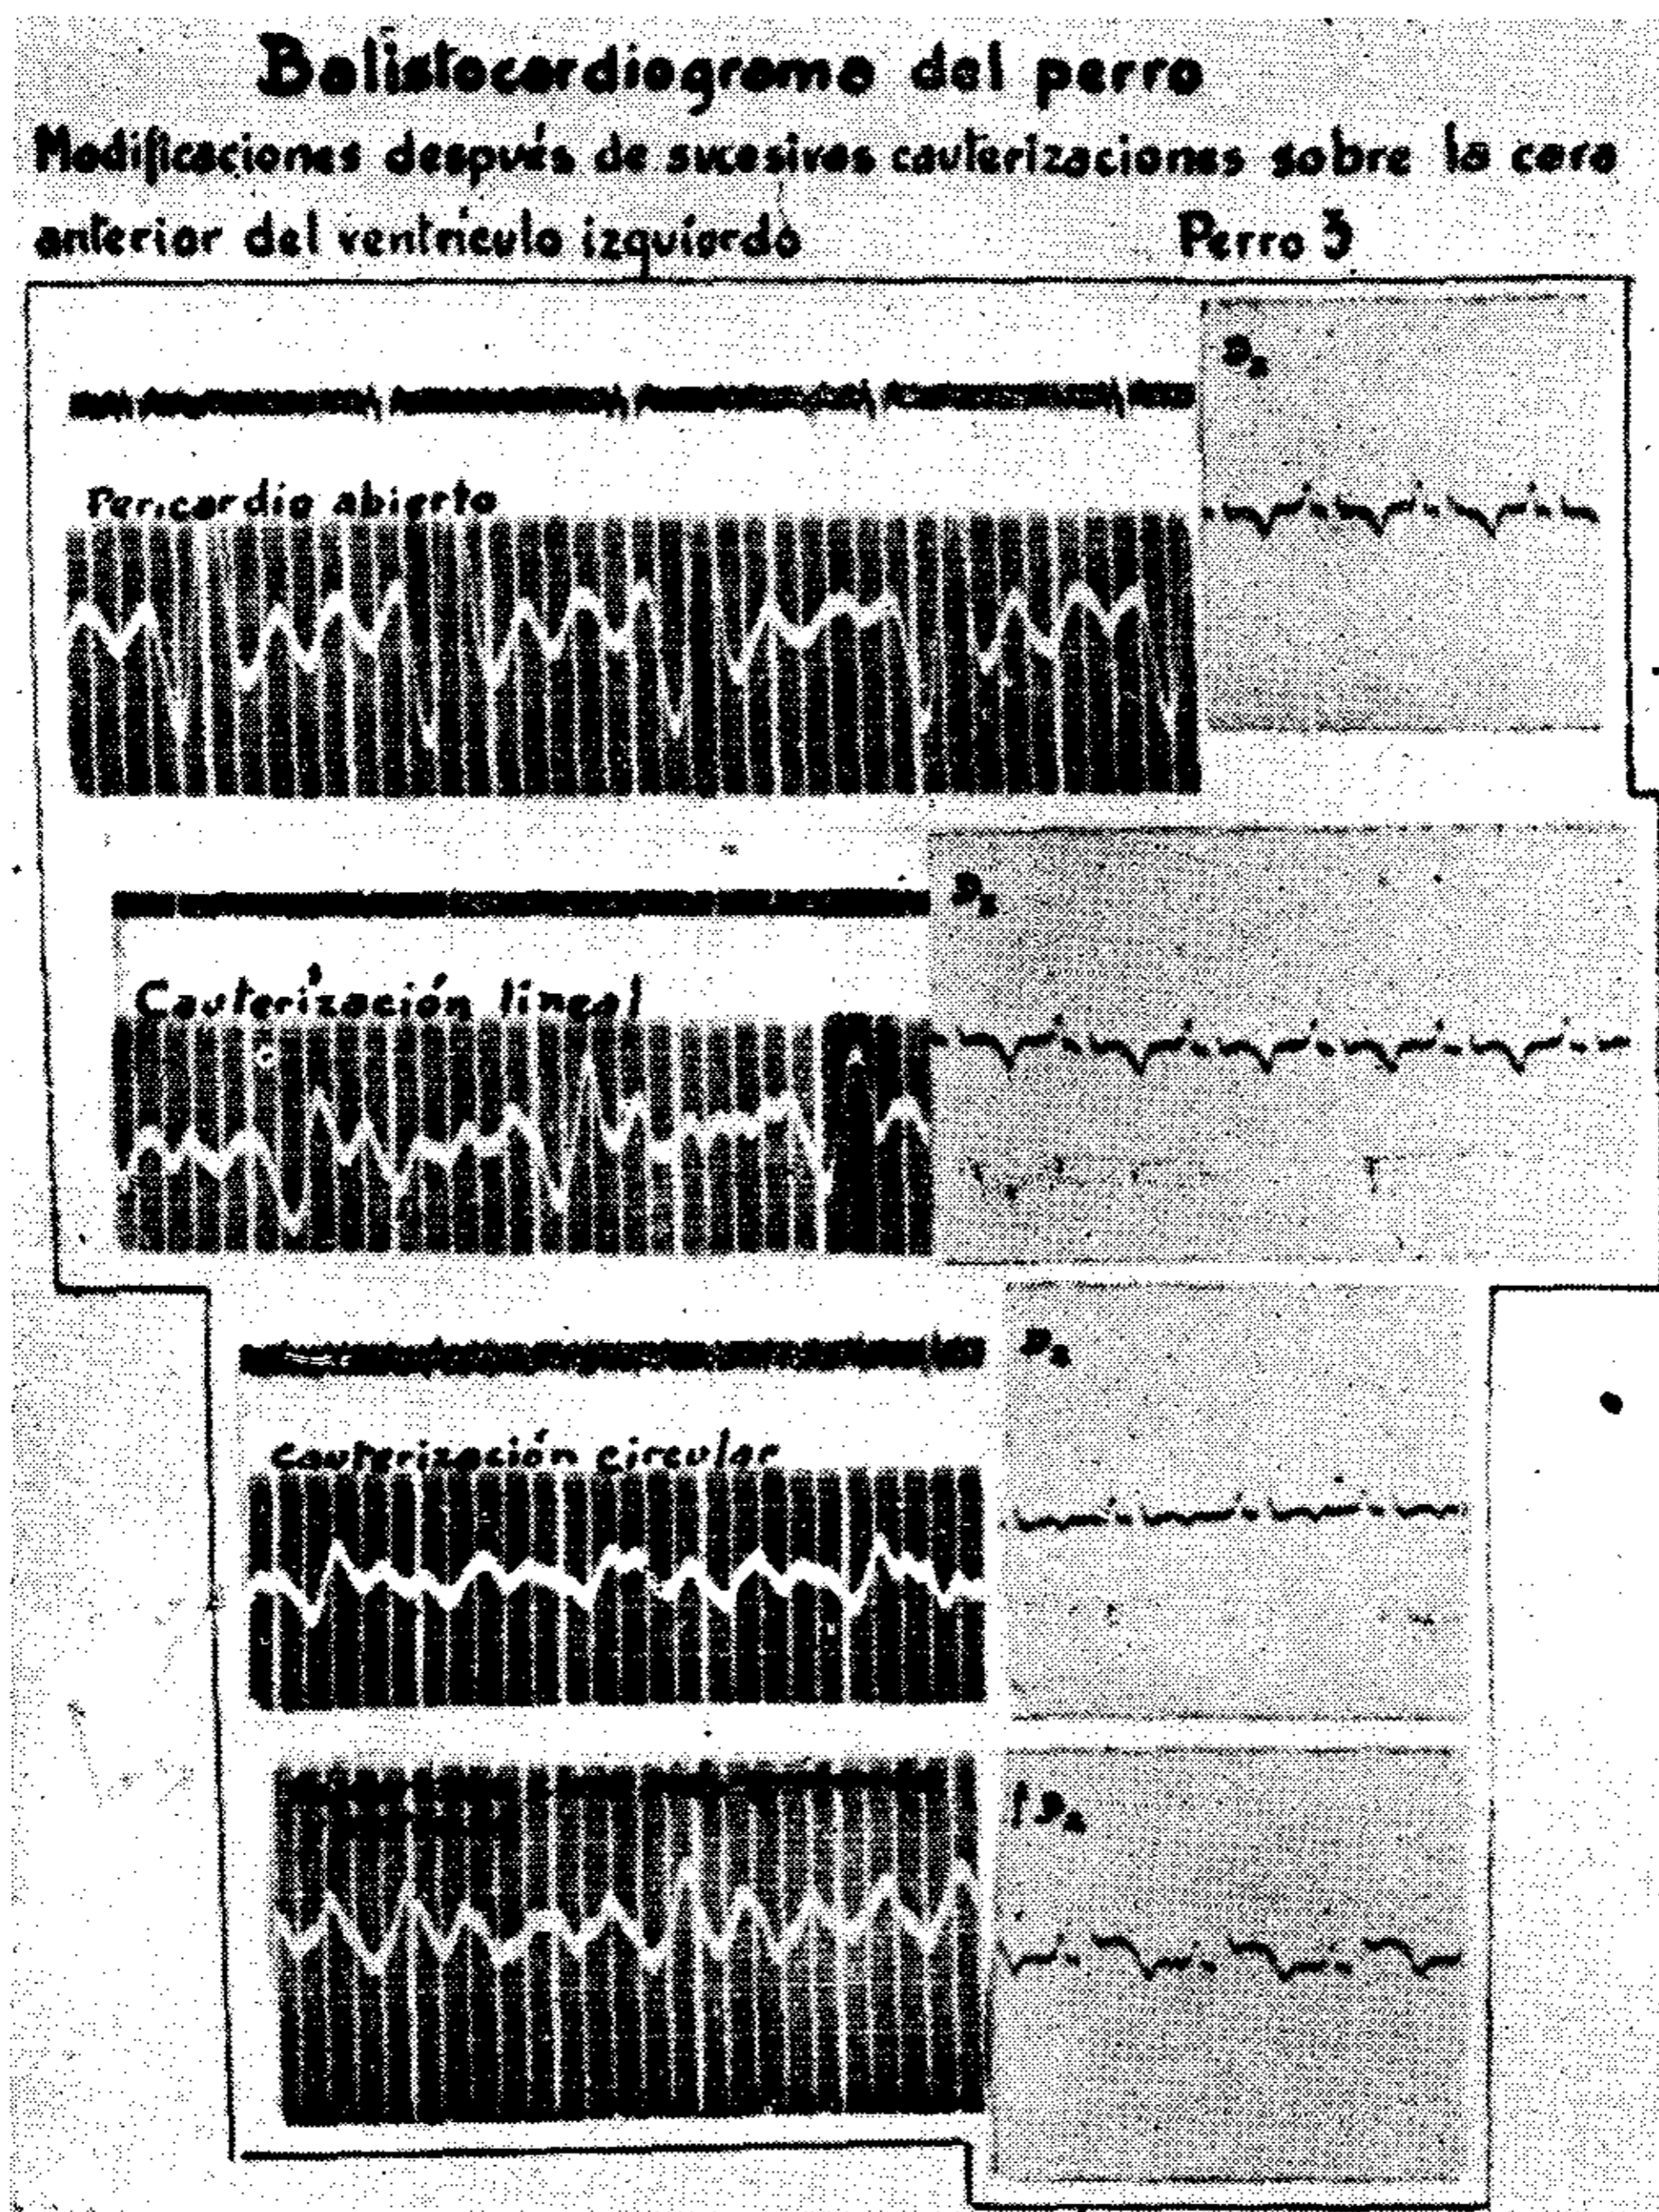 Balistocardiograma del perro
Modificaciones después de sucesivas cauterizaciones sobre la cara
anterior del ventrículo izquierdo Perro 3
D2
Pericardio abierto
D2
Cauterización lineal
D2
Cauterización circular
D2